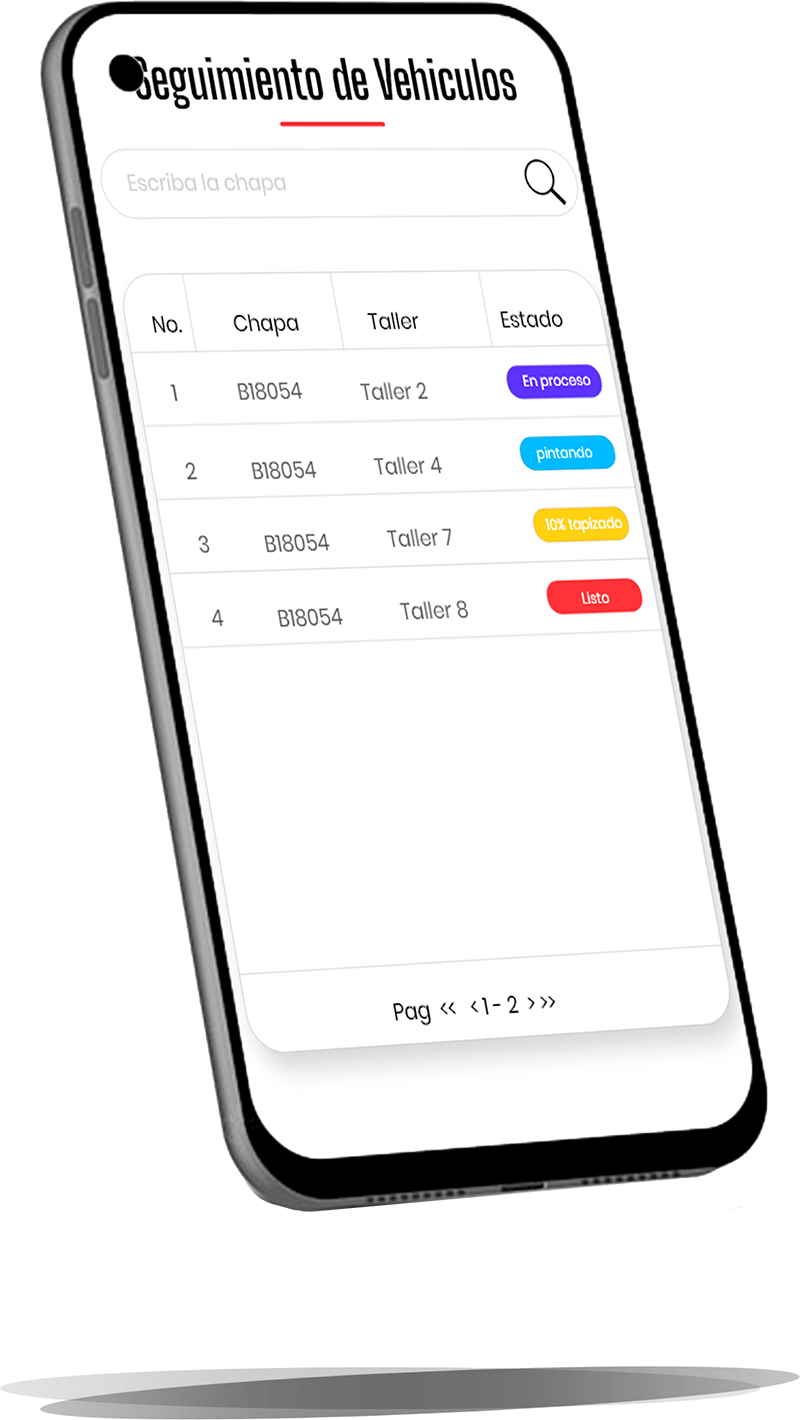 Seguimiento de Vehiculos
Escriba la chapa
No. Chapa Taller Estado
1 B18054 Taller 2 En proceso
2 B18054 Taller 4 pintando
3 B18054 Taller 7 10% tapizado
4 B18054 Taller 8 Listo
Pag << <1- 2 > >>